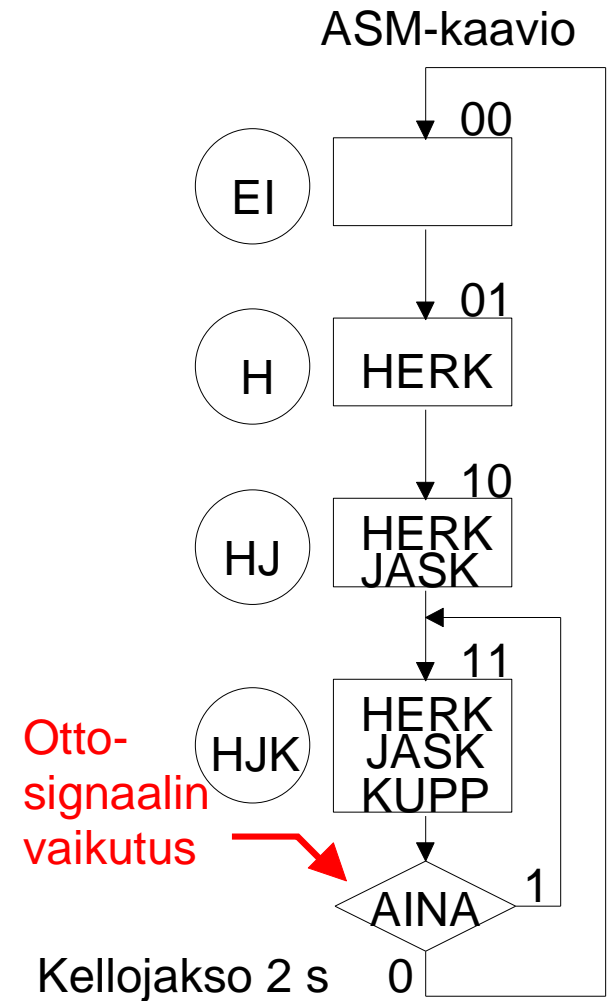 ASM-kaavio
00
EI
01
H
HERK
10
HJ
HERK
JASK
11
HJK
HERK
JASK
KUPP
Otto-
signaalin
vaikutus
AINA
1
Kellojakso 2 s
0